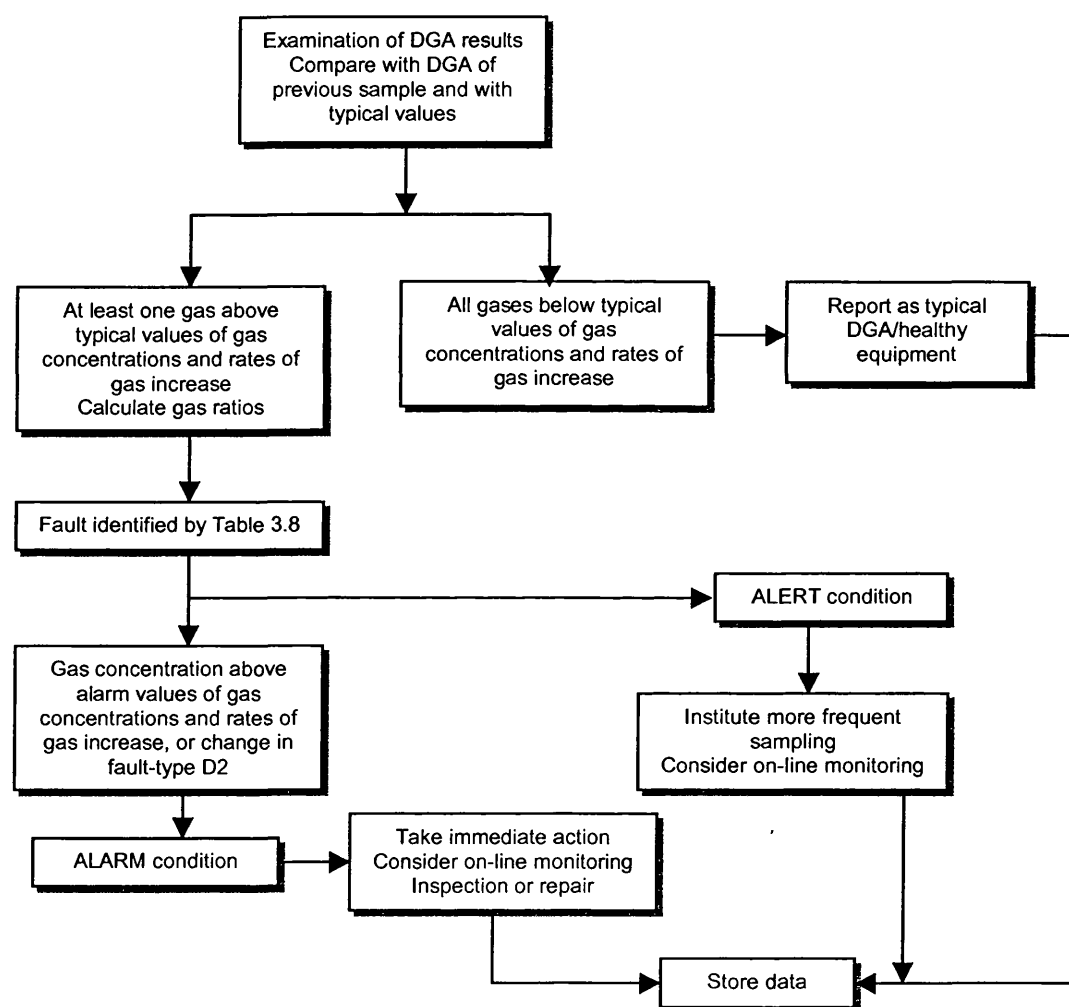 Examination of DGA results
Compare with DGA of
previous sample and with
typical values
At least one gas above
typical values of gas
concentrations and rates of
gas increase
Calculate gas ratios
All gases below typical
values of gas
concentrations and rates of
gas increase
Report as typical
DGA/healthy
equipment
Fault identified by Table 3.8
ALERT condition
Gas concentration above
alarm values of gas
concentrations and rates of
gas increase, or change in
fault-type D2
Institute more frequent
sampling
Consider on-line monitoring
ALARM condition
Take immediate action
Consider on-line monitoring
Inspection or repair
Store data